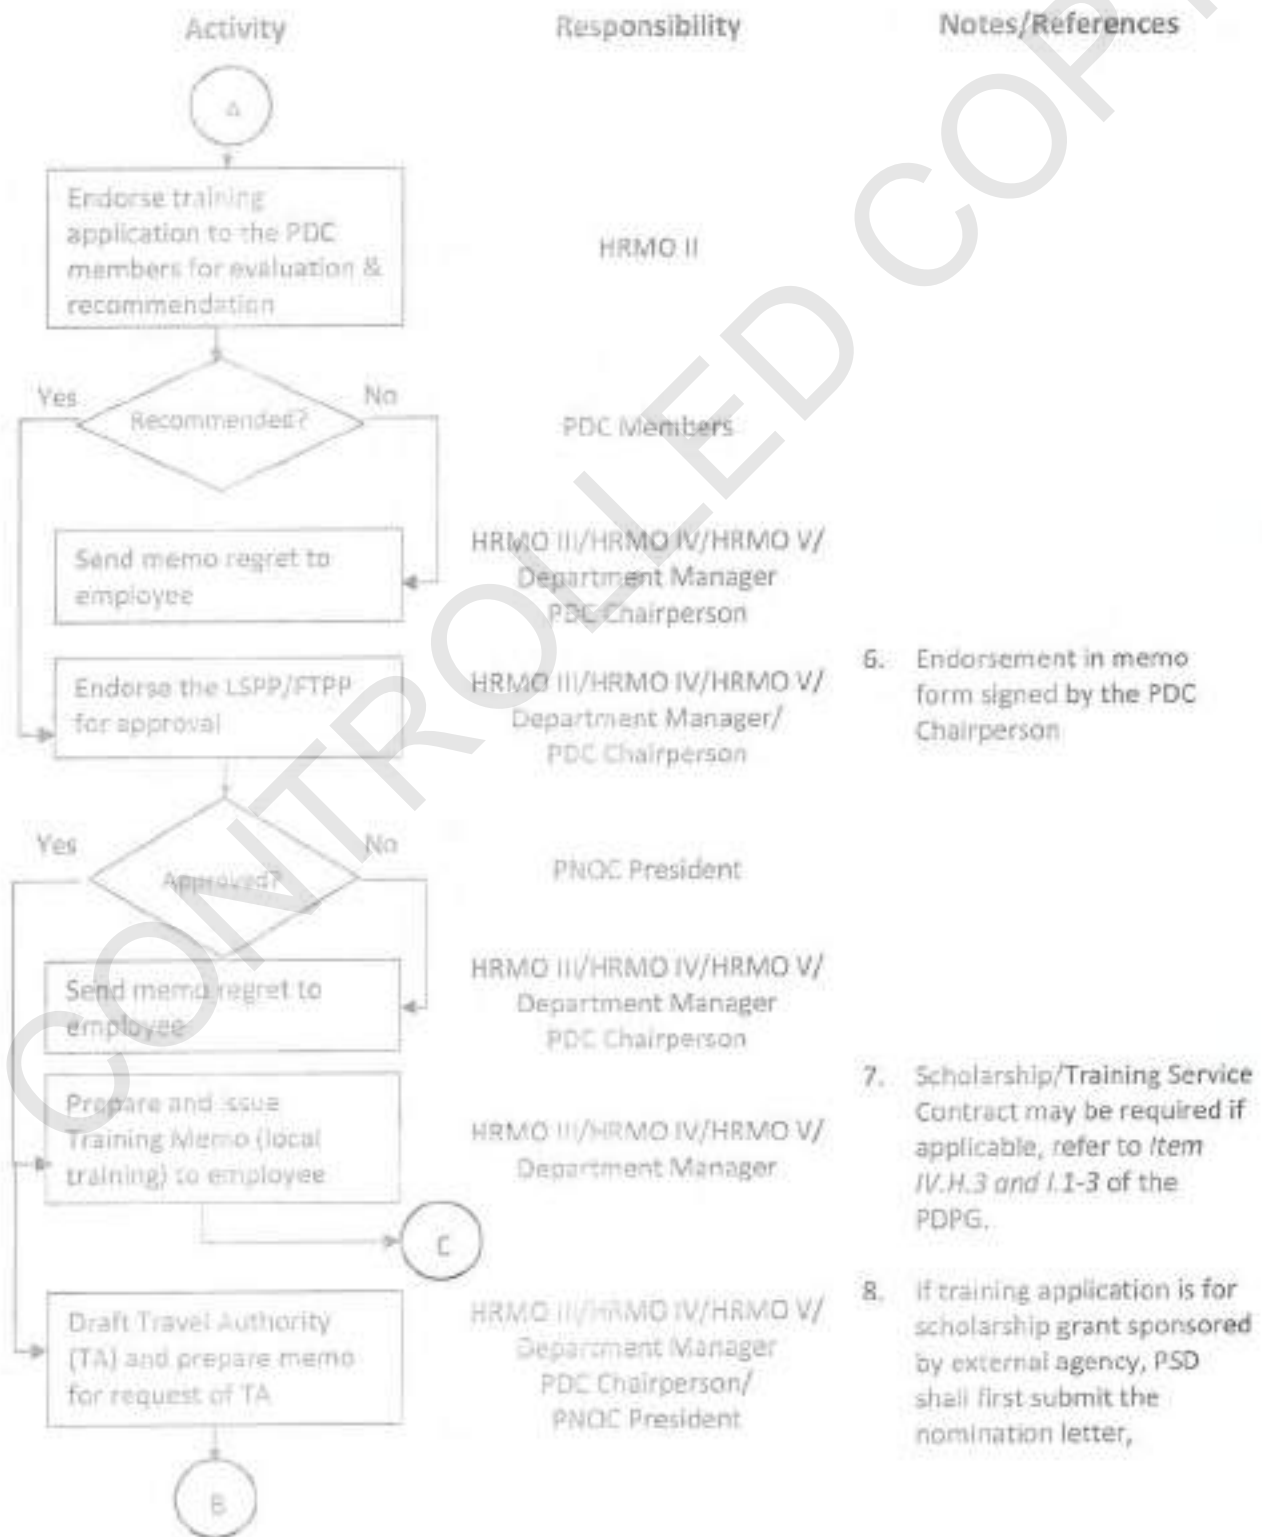 Activity
Responsibility
Notes/References
A
Endorse training
application to the PDC
members for evaluation &
recommendation
HRMO II
Yes
No
Recommended?
PDC Members
Send memo regret to
employee
HRMO III/HRMO IV/HRMO V/
Department Manager
PDC Chairperson
Endorse the LSPP/FTPP
for approval
HRMO III/HRMO IV/HRMO V/
Department Manager/
PDC Chairperson
6. Endorsement in memo
form signed by the PDC
Chairperson
Yes
No
Approved?
PNOC President
Send memo regret to
employee
HRMO III/HRMO IV/HRMO V/
Department Manager
PDC Chairperson
Prepare and issue
Training Memo (local
training) to employee
HRMO III/HRMO IV/HRMO V/
Department Manager
7. Scholarship/Training Service
Contract may be required if
applicable, refer to Item
IV.H.3 and I.1-3 of the
PDPG.
C
Draft Travel Authority
(TA) and prepare memo
for request of TA
HRMO III/HRMO IV/HRMO V/
Department Manager
PDC Chairperson/
PNOC President
8. If training application is for
scholarship grant sponsored
by external agency, PSD
shall first submit the
nomination letter,
B
CONTROLLED COP